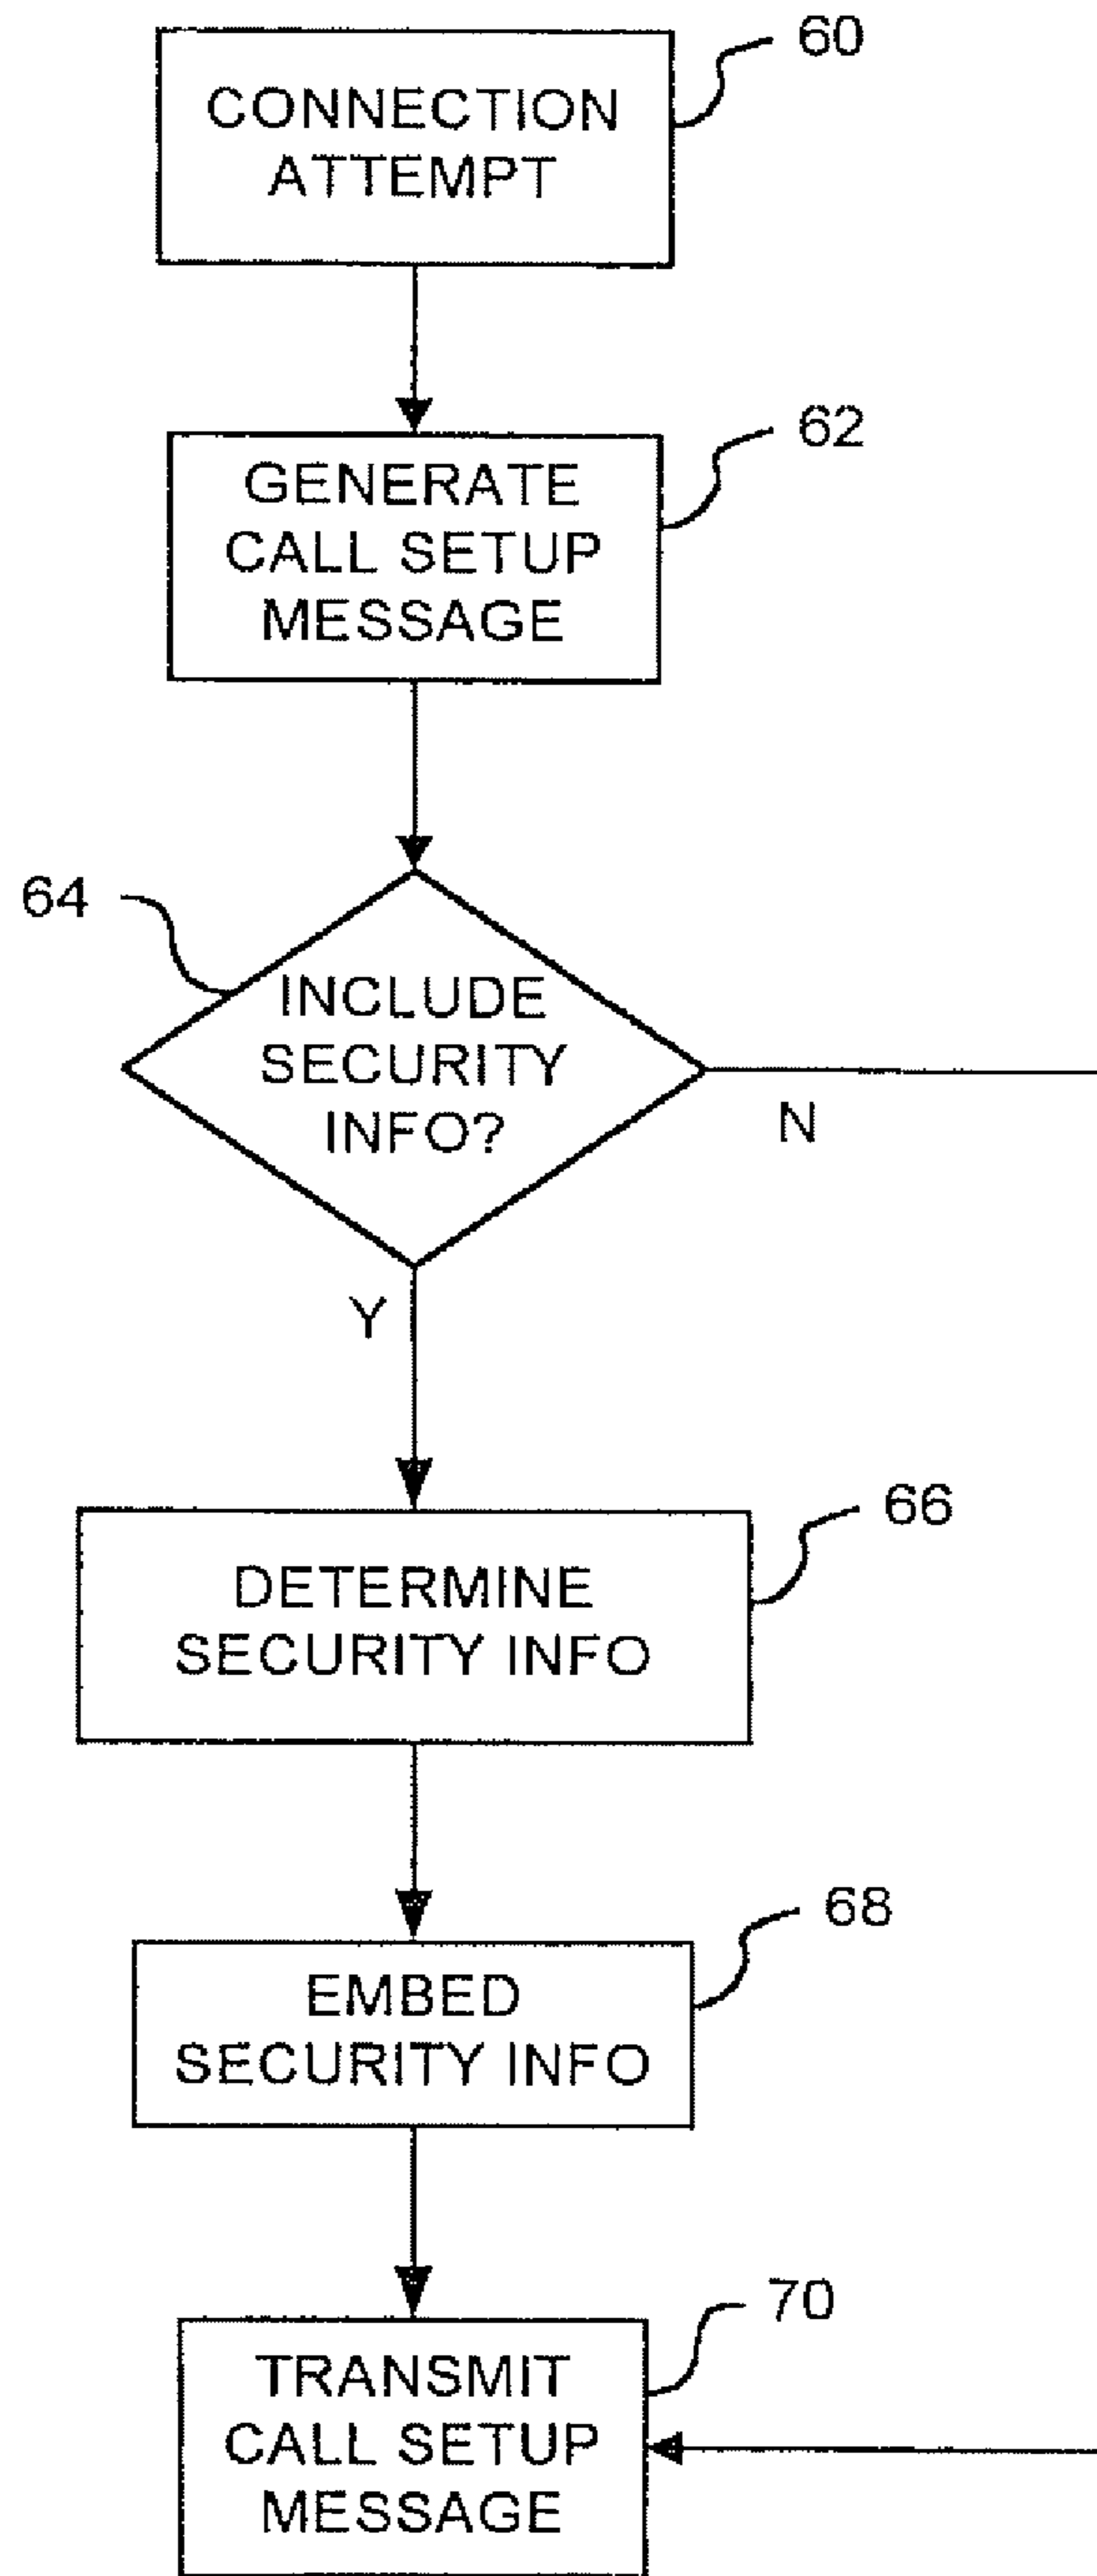 60
CONNECTION
ATTEMPT
62
GENERATE
CALL SETUP
MESSAGE
64
INCLUDE
SECURITY
INFO?
N
Y
66
DETERMINE
SECURITY INFO
68
EMBED
SECURITY INFO
70
TRANSMIT
CALL SETUP
MESSAGE